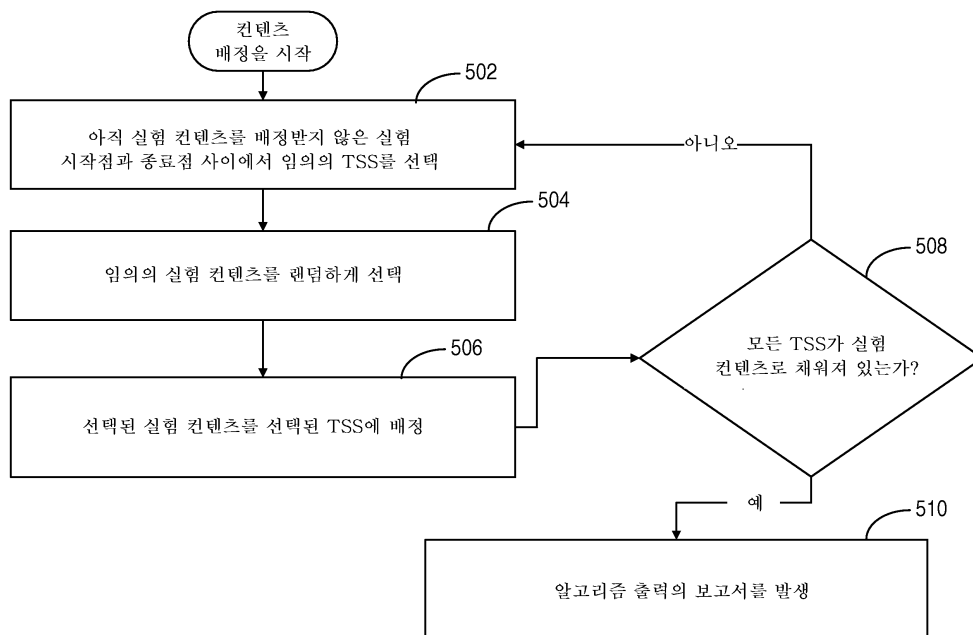 컨텐츠
배정을 시작
502
아직 실험 컨텐츠를 배정받지 않은 실험
시작점과 종료점 사이에서 임의의 TSS를 선택
아니오
504
임의의 실험 컨텐츠를 랜덤하게 선택
508
모든 TSS가 실험
컨텐츠로 채워져 있는가?
506
선택된 실험 컨텐츠를 선택된 TSS에 배정
예
510
알고리즘 출력의 보고서를 발생